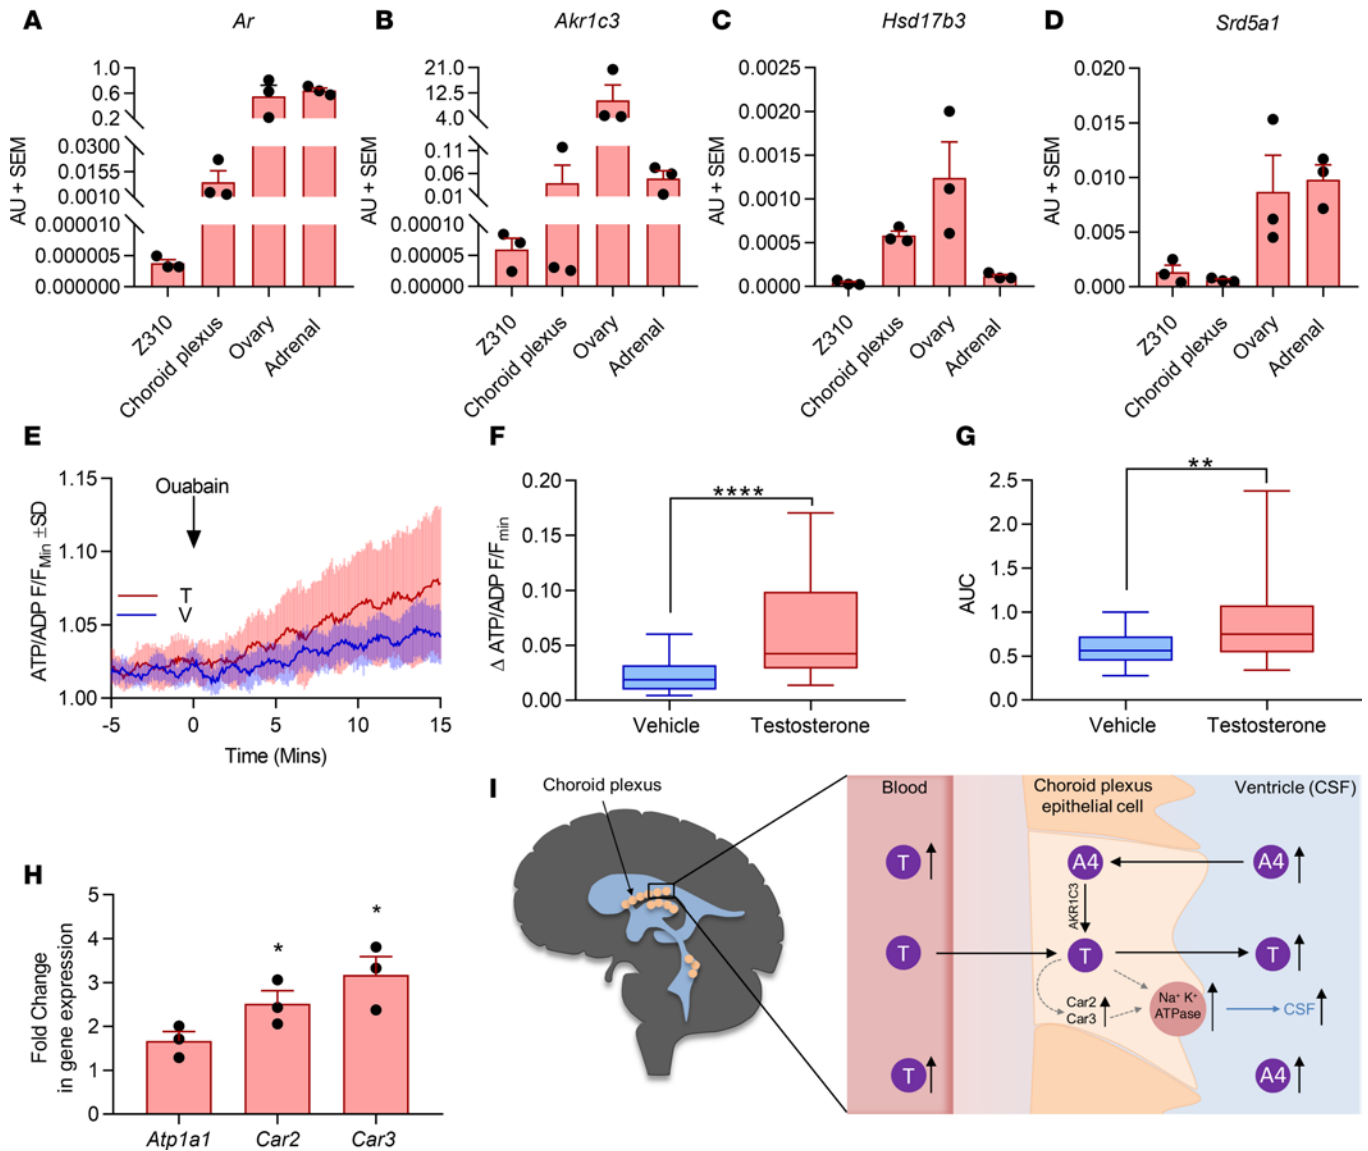 A
Ar
AU + SEM
1.0
0.6
0.2
0.0300
0.0155
0.0010
0.000010
0.000005
0.000000
Z310
Choroid plexus
Ovary
Adrenal
B
Akr1c3
AU + SEM
21.0
12.5
4.0
0.11
0.06
0.01
0.00010
0.00005
0.00000
Z310
Choroid plexus
Ovary
Adrenal
C
Hsd17b3
AU + SEM
0.0025
0.0020
0.0015
0.0010
0.0005
0.0000
Z310
Choroid plexus
Ovary
Adrenal
D
Srd5a1
AU + SEM
0.020
0.015
0.010
0.005
0.000
Z310
Choroid plexus
Ovary
Adrenal
E
ATP/ADP F/FMin ±SD
1.15
1.10
1.05
1.00
Ouabain
T
V
-5
0
5
10
15
Time (Mins)
F
Δ ATP/ADP F/Fmin
0.20
0.15
0.10
0.05
0.00
****
Vehicle
Testosterone
G
AUC
2.5
2.0
1.5
1.0
0.5
0.0
**
Vehicle
Testosterone
H
Fold Change
in gene expression
5
4
3
2
1
0
*
*
Atp1a1
Car2
Car3
I
Choroid plexus
Blood
Choroid plexus
epithelial cell
Ventricle (CSF)
T
A4
A4
AKR1C3
T
T
T
Car2
Car3
Na+ K+
ATPase
CSF
T
A4